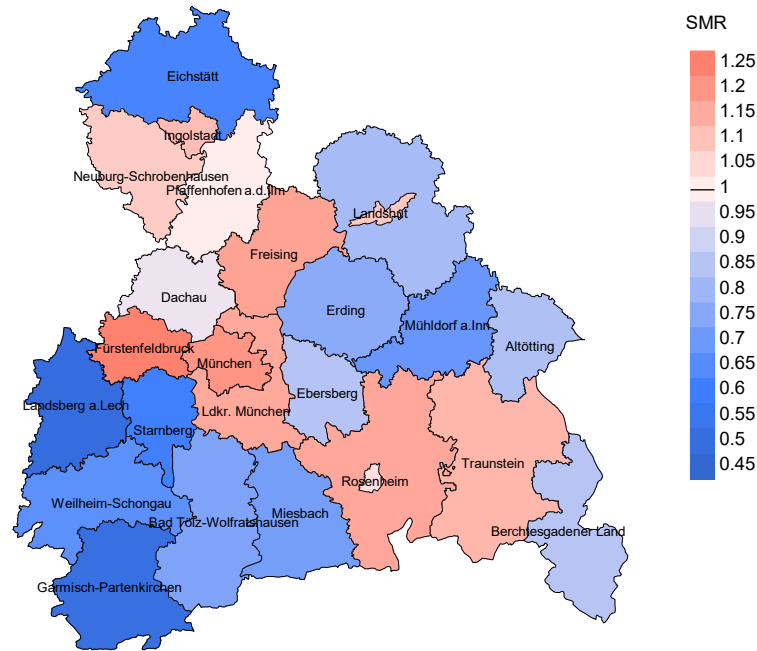 SMR
1.25
1.2
1.15
1.1
1.05
1
0.95
0.9
0.85
0.8
0.75
0.7
0.65
0.6
0.55
0.5
0.45
Eichstätt
Ingolstadt
Neuburg-Schrobenhausen
Pfaffenhofen a.d.Ilm
Landshut
Freising
Dachau
Erding
Mühldorf a.Inn
Altötting
Fürstenfeldbruck
München
Ebersberg
Landsberg a.Lech
Ldkr. München
Starnberg
Traunstein
Rosenheim
Miesbach
Weilheim-Schongau
Bad Tölz-Wolfratshausen
Berchtesgadener Land
Garmisch-Partenkirchen